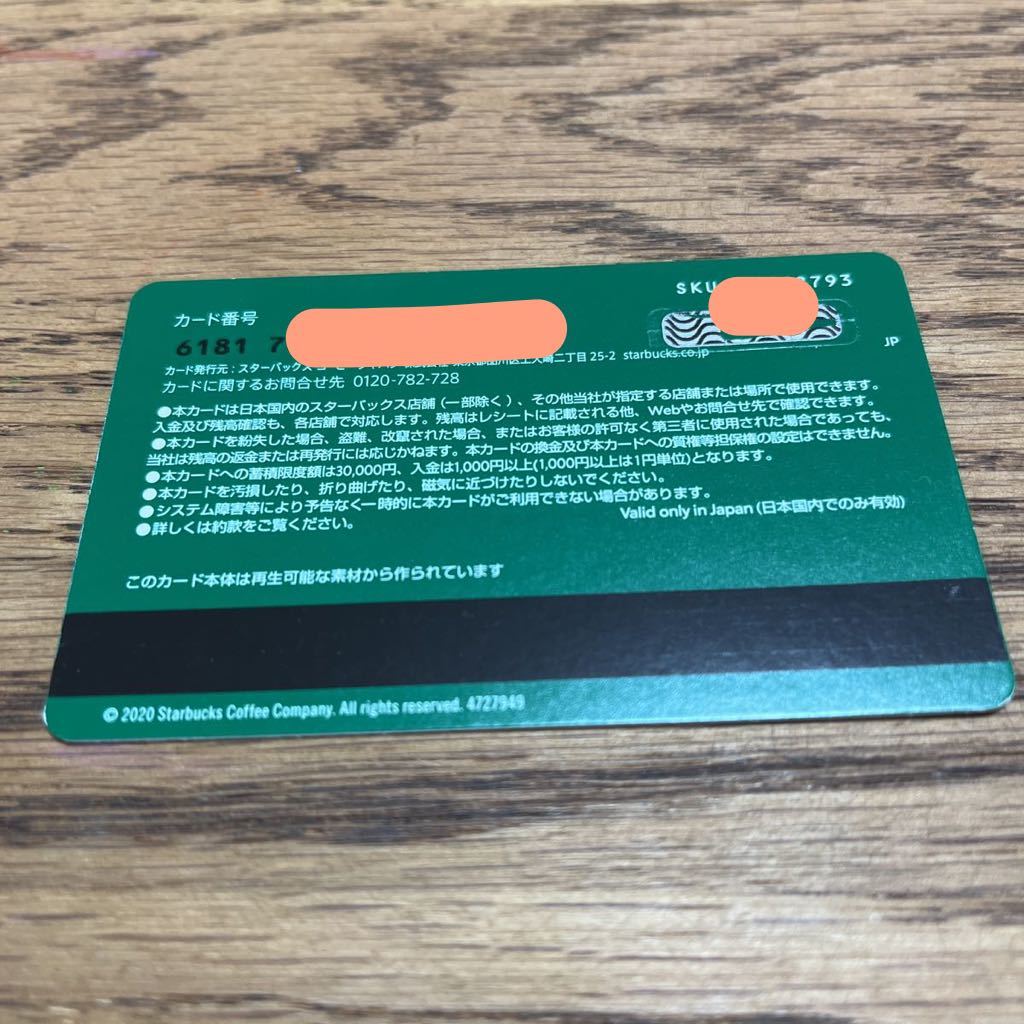 SKU 793
カード番号
6181 7
JP
カード発行元：スターバックス 二丁目 25-2 starbucks.co.jp
カードに関するお問合せ先 0120-782-728
●本カードは日本国内のスターバックス店舗（一部除く）、その他当社が指定する店舗または場所で使用できます。
入金及び残高確認も、各店舗で対応します。残高はレシートに記載される他、Webやお問合せ先で確認できます。
●本カードを紛失した場合、盗難、改竄された場合、またはお客様の許可なく第三者に使用された場合であっても、
当社は残高の返金または再発行には応じかねます。本カードの換金及び本カードへの質権等担保権の設定はできません。
●本カードへの蓄積限度額は30,000円、入金は1,000円以上(1,000円以上は1円単位)となります。
●本カードを汚損したり、折り曲げたり、磁気に近づけたりしないでください。
●システム障害等により予告なく一時的に本カードがご利用できない場合があります。
●詳しくは約款をご覧ください。
Valid only in Japan (日本国内でのみ有効)
このカード本体は再生可能な素材から作られています
© 2020 Starbucks Coffee Company. All rights reserved. 4727949